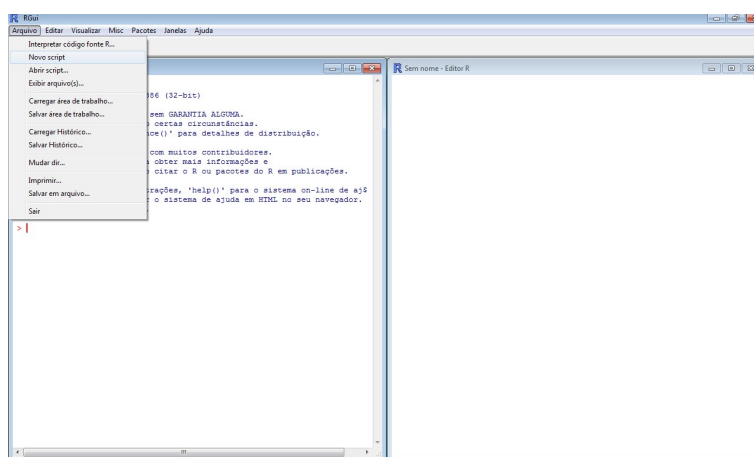 RGui
Arquivo Editar Visualizar Misc Pacotes Janelas Ajuda
Interpretar código fonte R...
Novo script
Abrir script...
Exibir arquivo(s)...
Carregar área de trabalho...
Salvar área de trabalho...
Carregar Histórico...
Salvar Histórico...
Mudar dir...
Imprimir...
Salvar em arquivo...
Sair
(32-bit)
sem GARANTIA ALGUMA.
certas circunstâncias.
para detalhes de distribuição.
com muitos contribuidores.
obter mais informações e
citar o R ou pacotes do R em publicações.
'help()' para o sistema on-line de aj$
o sistema de ajuda em HTML no seu navegador.
>
Sem nome - Editor R